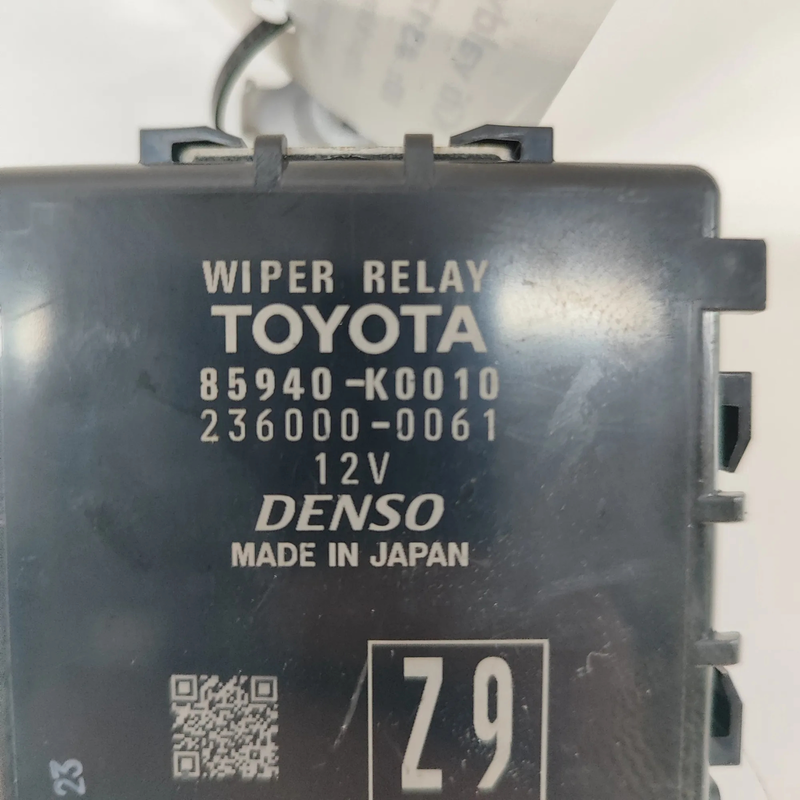 WIPER RELAY
TOYOTA
85940-K0010
236000-0061
12V
DENSO
MADE IN JAPAN
Z9
23